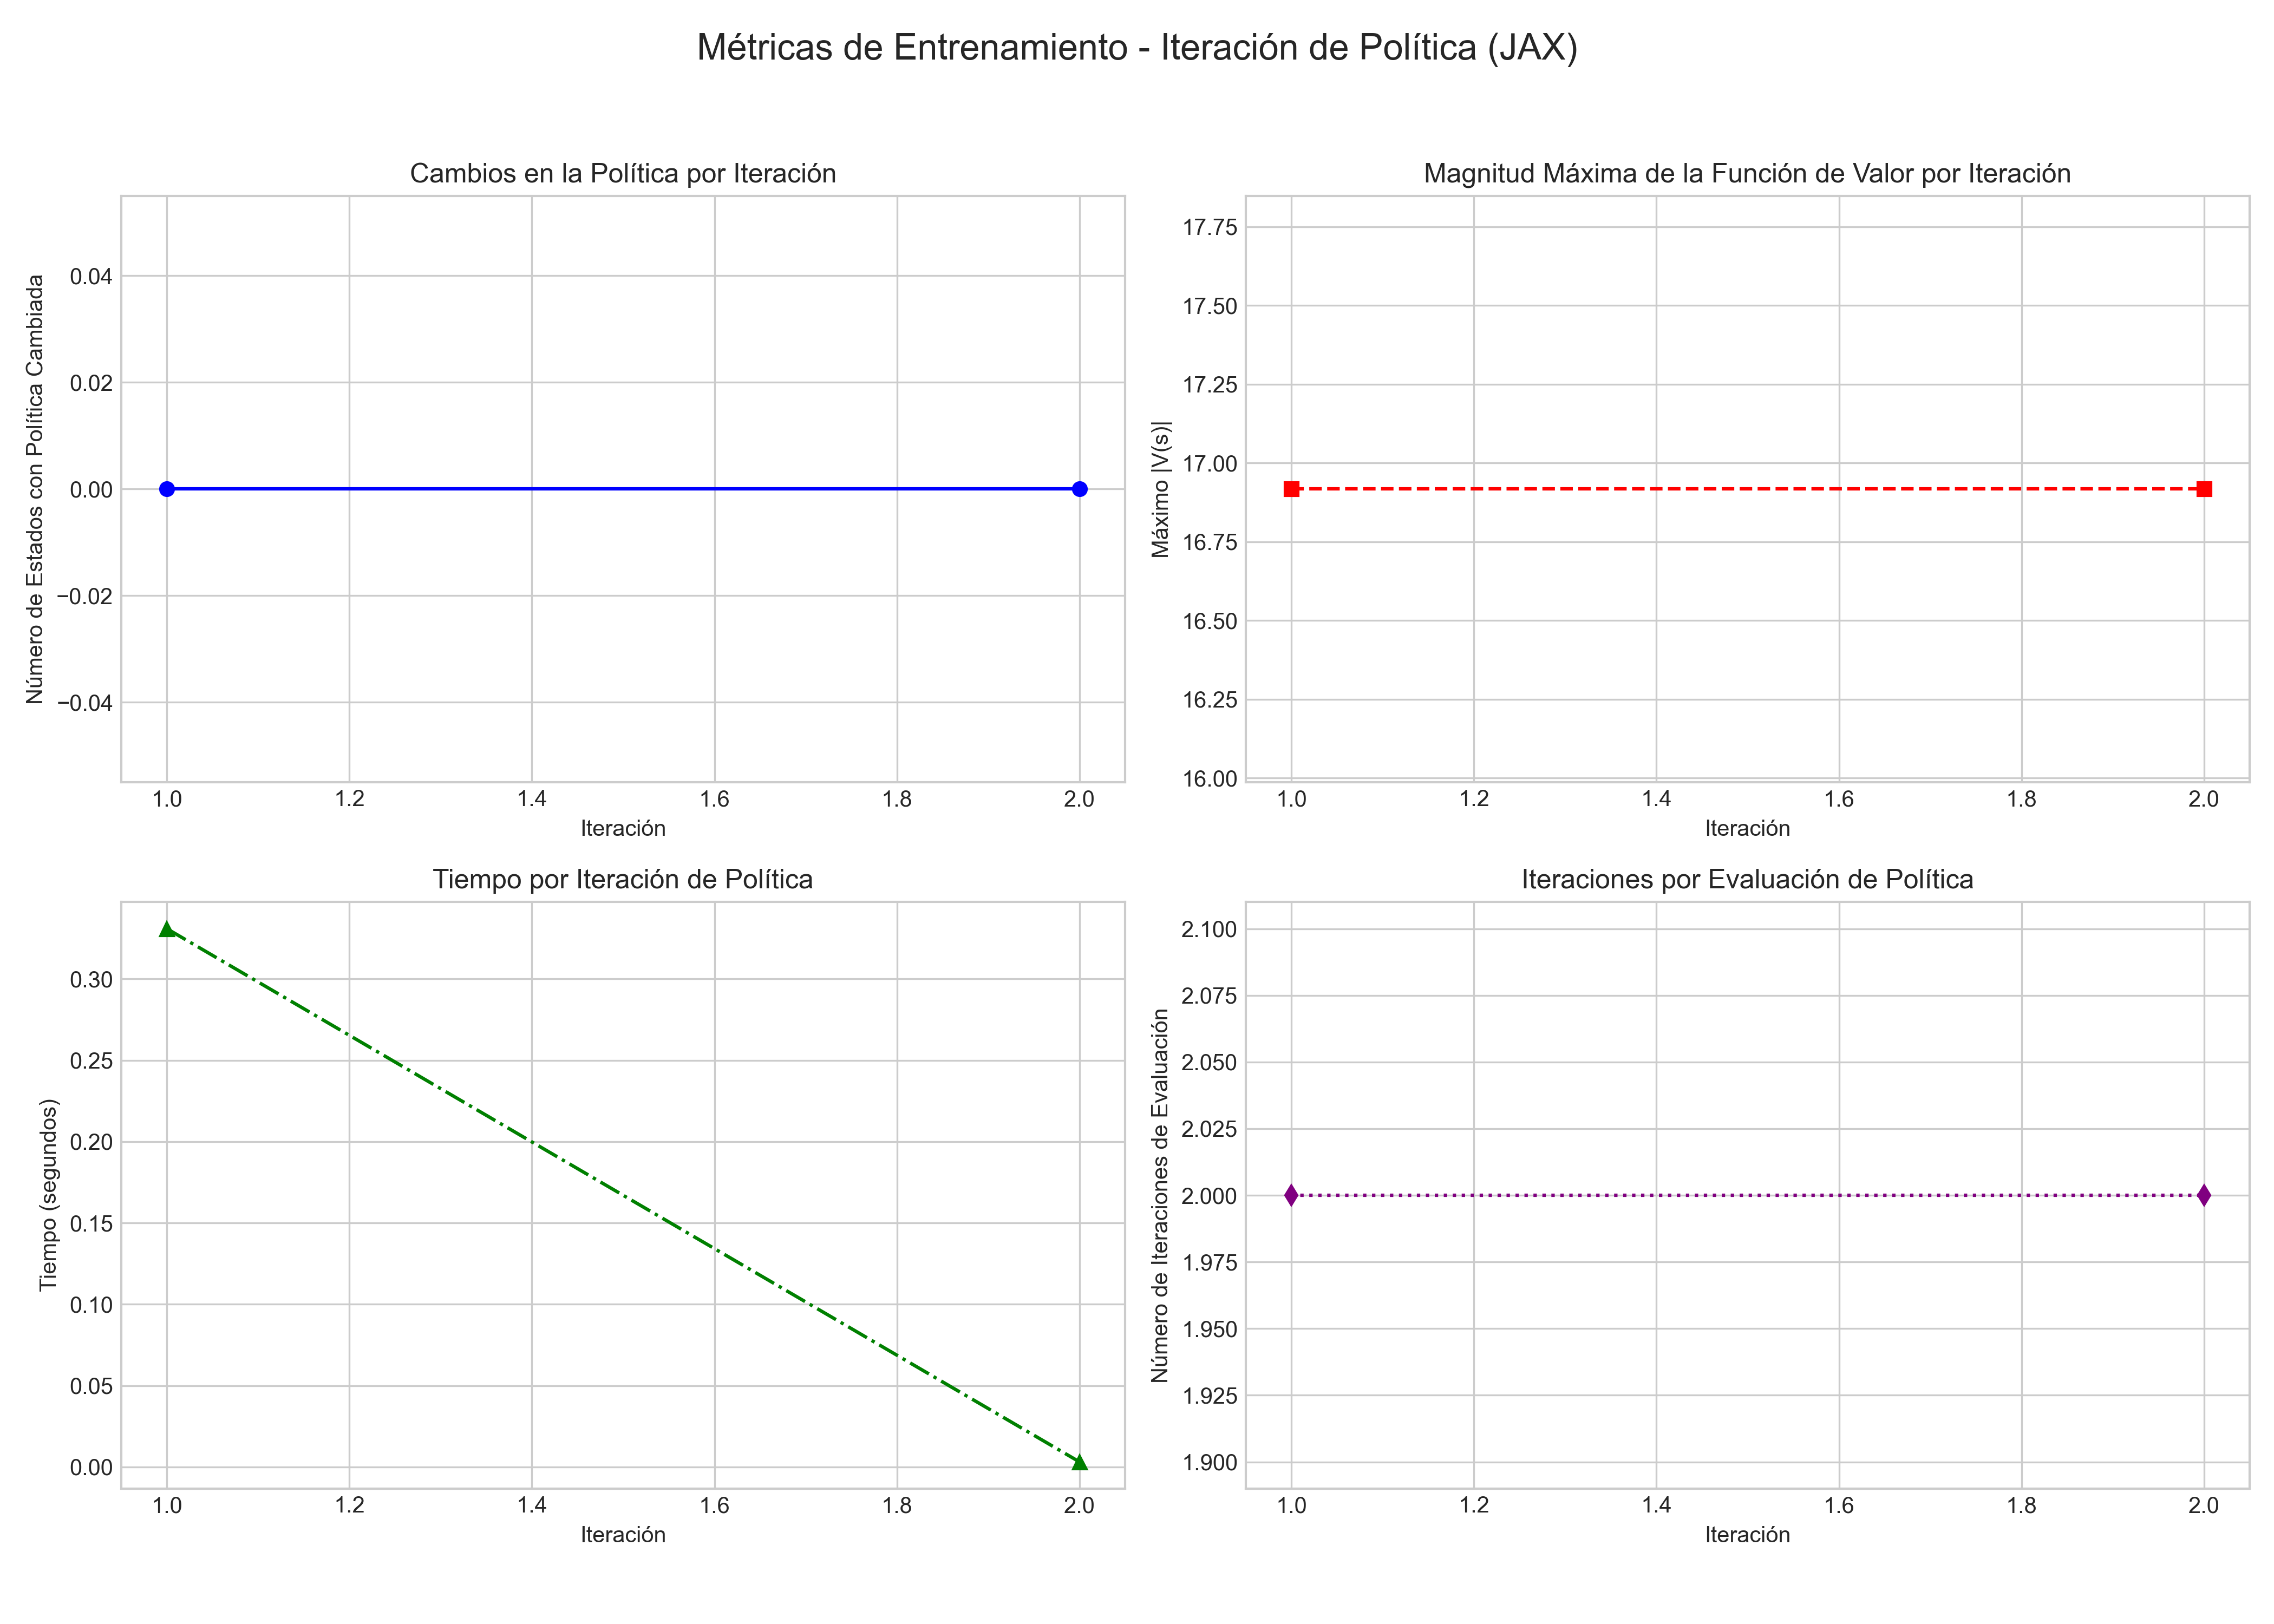 Métricas de Entrenamiento - Iteración de Política (JAX)
Cambios en la Política por Iteración
Número de Estados con Política Cambiada
0.04
0.02
0.00
−0.02
−0.04
1.0 1.2 1.4 1.6 1.8 2.0
Iteración
Magnitud Máxima de la Función de Valor por Iteración
Máximo |V(s)|
17.75
17.50
17.25
17.00
16.75
16.50
16.25
16.00
1.0 1.2 1.4 1.6 1.8 2.0
Iteración
Tiempo por Iteración de Política
Tiempo (segundos)
0.30
0.25
0.20
0.15
0.10
0.05
0.00
1.0 1.2 1.4 1.6 1.8 2.0
Iteración
Iteraciones por Evaluación de Política
Número de Iteraciones de Evaluación
2.100
2.075
2.050
2.025
2.000
1.975
1.950
1.925
1.900
1.0 1.2 1.4 1.6 1.8 2.0
Iteración